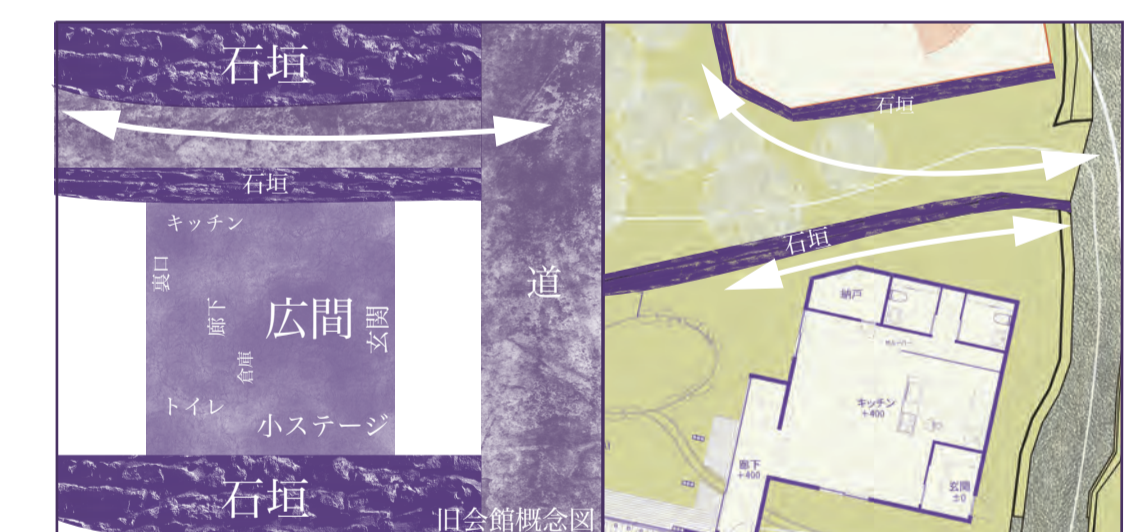 石垣
石垣
キッチン
裏口
廊下
広間
玄関
倉庫
トイレ
小ステージ
道
石垣
旧会館概念図
石垣
石垣
納戸
キッチン
+400
廊下
+400
玄関
±0